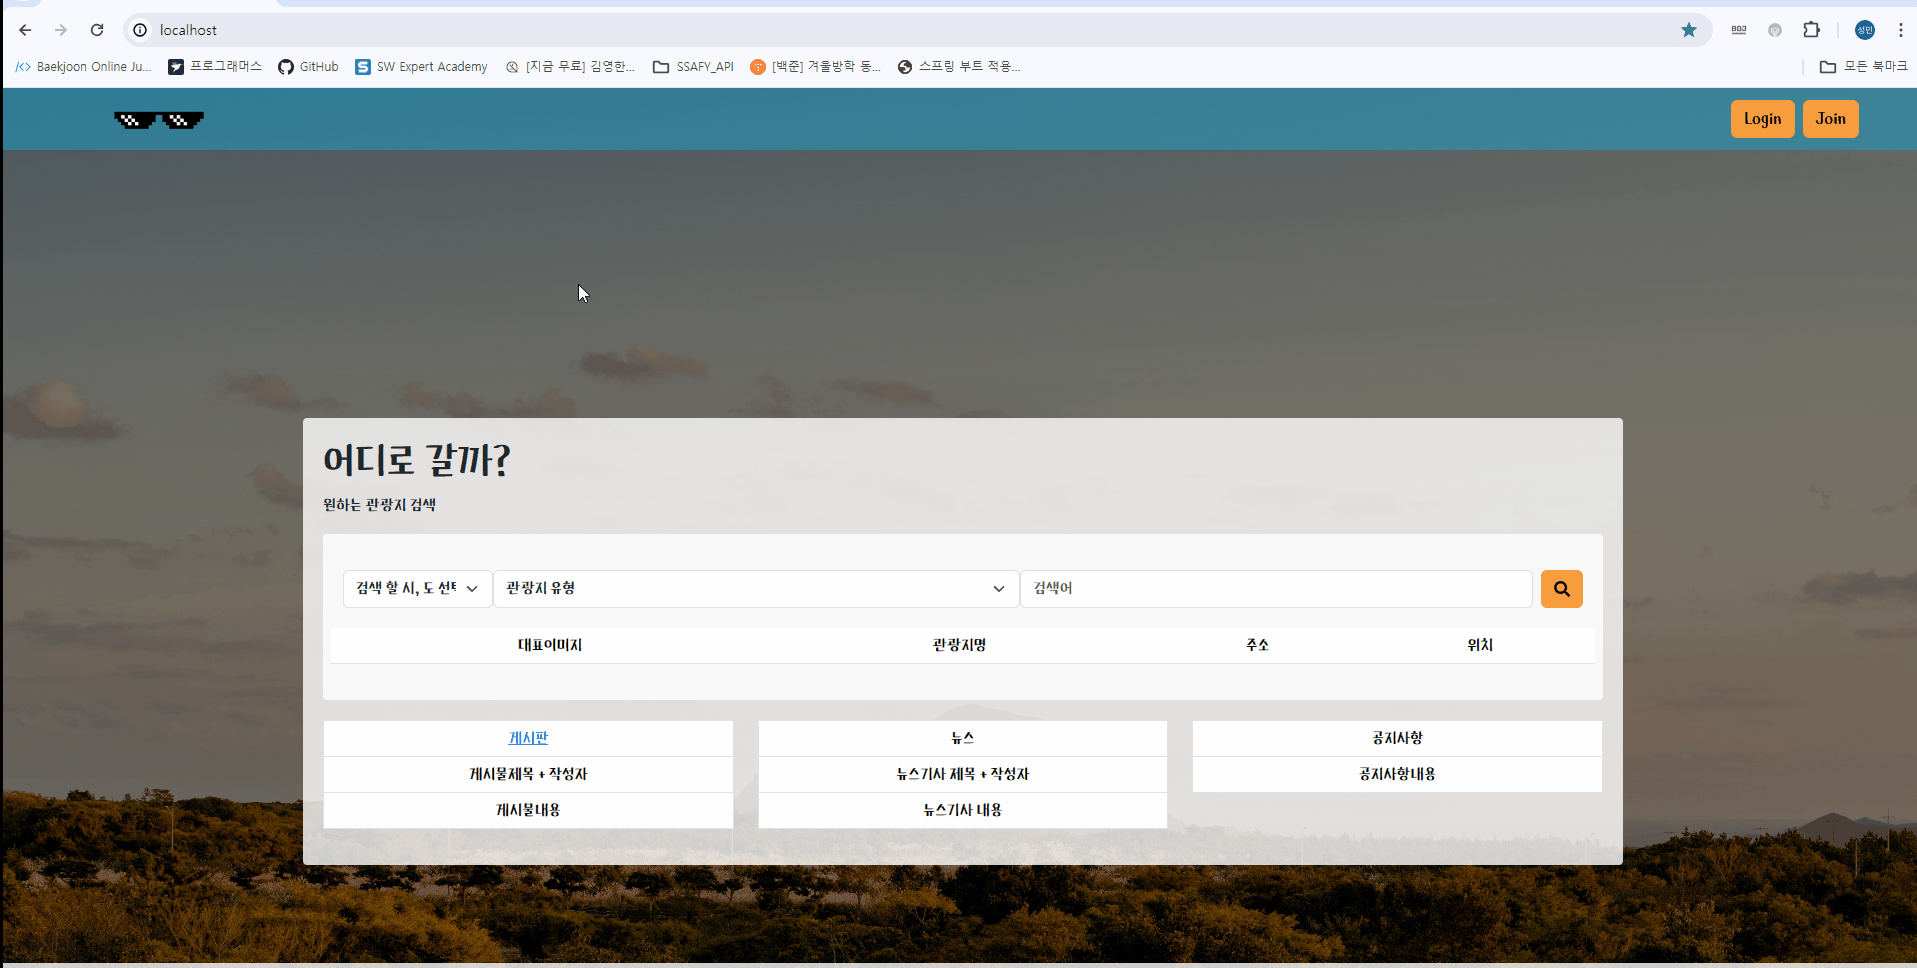 localhost
BOJ
성민
Baekjoon Online Ju...
프로그래머스
GitHub
SW Expert Academy
[지금 무료] 김영한...
SSAFY_API
[백준] 겨울방학 동...
스프링 부트 적용...
모든 북마크
Login
Join
어디로 갈까?
원하는 관광지 검색
검색 할 시, 도 선택
관광지 유형
검색어
대표이미지 관광지명 주소 위치
게시판
게시물제목 + 작성자
게시물내용
뉴스
뉴스기사 제목 + 작성자
뉴스기사 내용
공지사항
공지사항내용